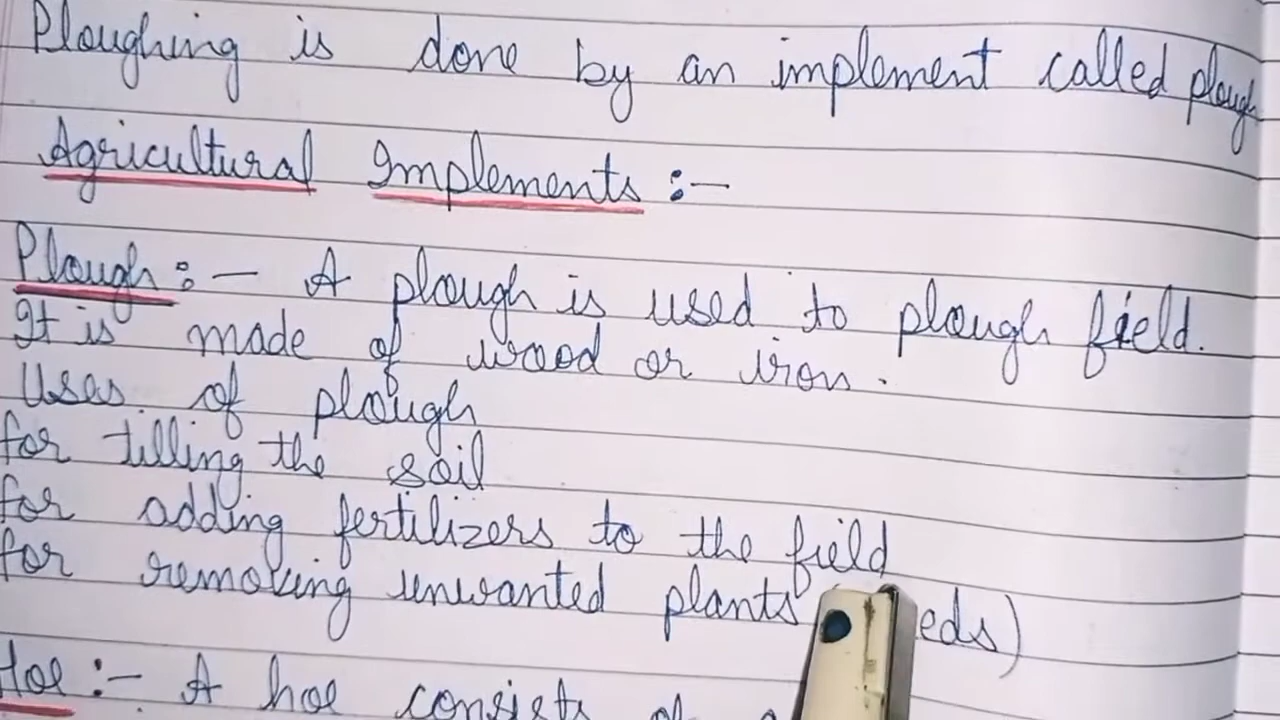 Ploughing is done by an implement called plough
Agricultural Implements :-
Plough :- A plough is used to plough field.
It is made of wood or iron.
Uses of plough
for tilling the soil
for adding fertilizers to the field
for removing unwanted plants eds)
Hoe :- A hoe consists of